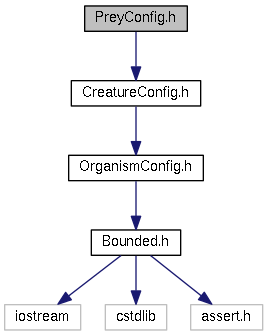 PreyConfig.h
CreatureConfig.h
OrganismConfig.h
Bounded.h
iostream
cstdlib
assert.h